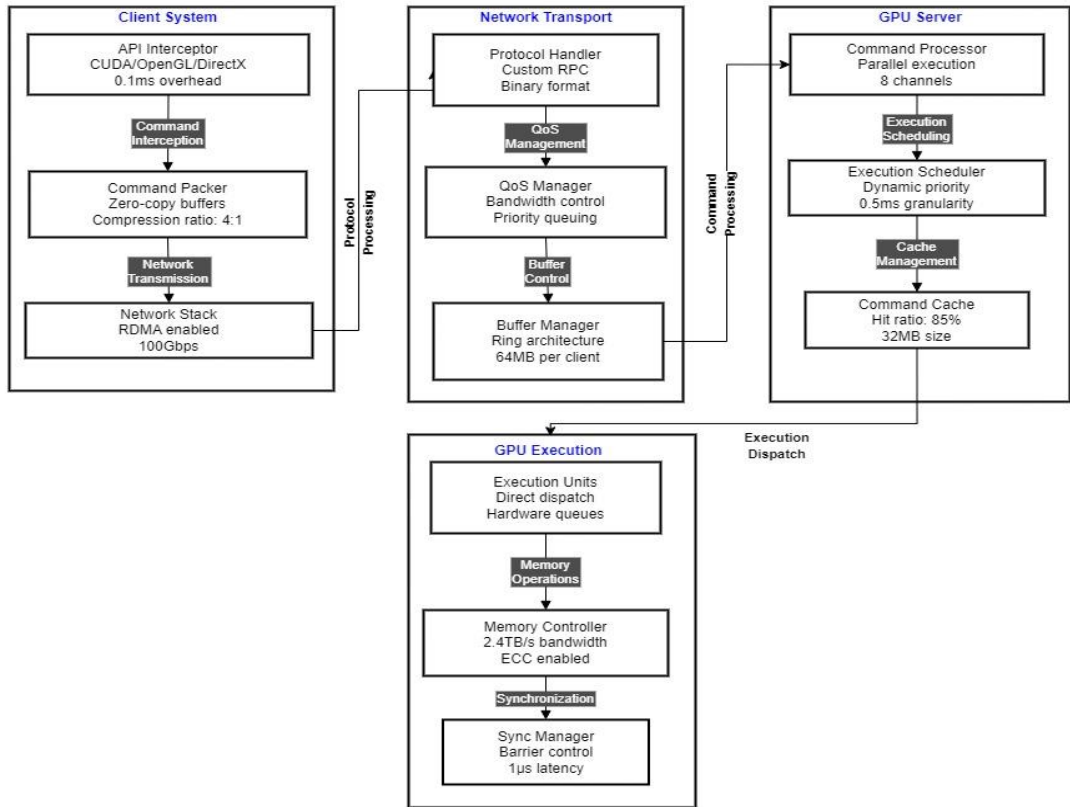 Client System
API Interceptor
CUDA/OpenGL/DirectX
0.1ms overhead
Command
Interception
Command Packer
Zero-copy buffers
Compression ratio: 4:1
Network
Transmission
Network Stack
RDMA enabled
100Gbps
Protocol
Processing
Network Transport
Protocol Handler
Custom RPC
Binary format
QoS
Management
QoS Manager
Bandwidth control
Priority queuing
Buffer
Control
Buffer Manager
Ring architecture
64MB per client
Command
Processing
GPU Server
Command Processor
Parallel execution
8 channels
Execution
Scheduling
Execution Scheduler
Dynamic priority
0.5ms granularity
Cache
Management
Command Cache
Hit ratio: 85%
32MB size
Execution
Dispatch
GPU Execution
Execution Units
Direct dispatch
Hardware queues
Memory
Operations
Memory Controller
2.4TB/s bandwidth
ECC enabled
Synchronization
Sync Manager
Barrier control
1μs latency